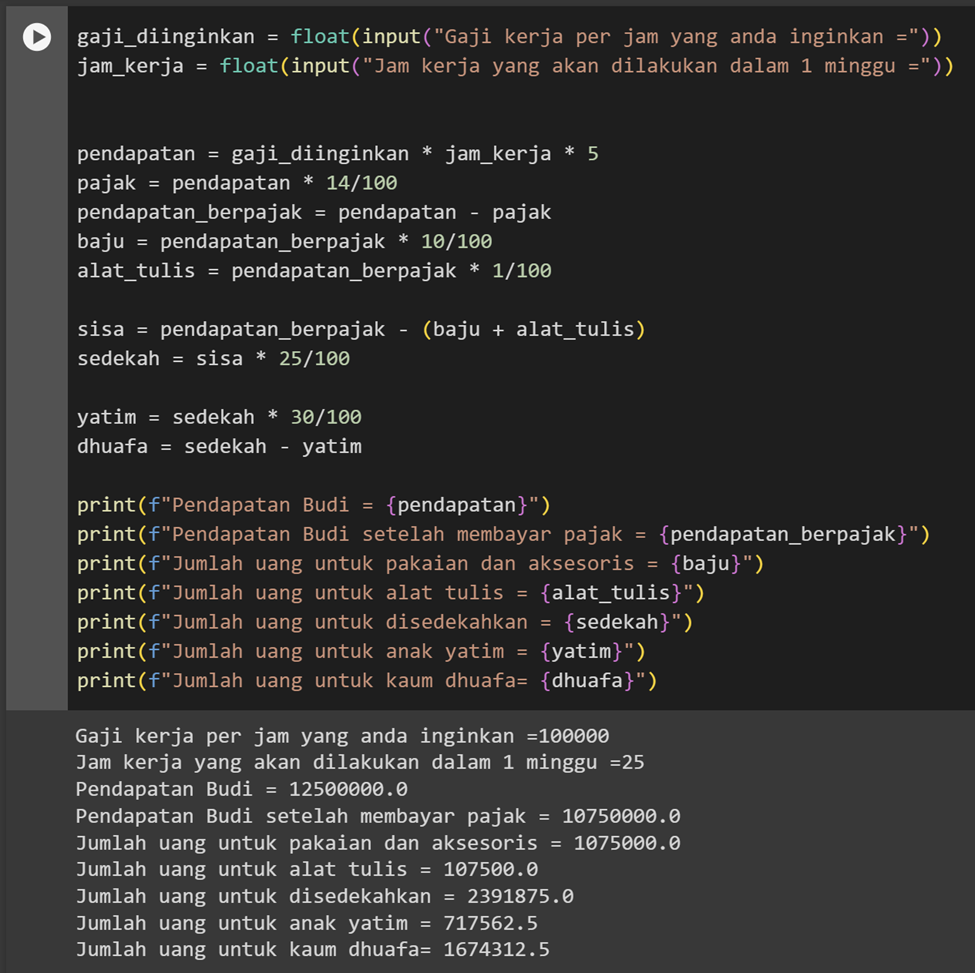 gaji_diinginkan = float(input("Gaji kerja per jam yang anda inginkan ="))
jam_kerja = float(input("Jam kerja yang akan dilakukan dalam 1 minggu ="))
pendapatan = gaji_diinginkan * jam_kerja * 5
pajak = pendapatan * 14/100
pendapatan_berpajak = pendapatan - pajak
baju = pendapatan_berpajak * 10/100
alat_tulis = pendapatan_berpajak * 1/100
sisa = pendapatan_berpajak - (baju + alat_tulis)
sedekah = sisa * 25/100
yatim = sedekah * 30/100
dhuafa = sedekah - yatim
print(f"Pendapatan Budi = {pendapatan}")
print(f"Pendapatan Budi setelah membayar pajak = {pendapatan_berpajak}")
print(f"Jumlah uang untuk pakaian dan aksesoris = {baju}")
print(f"Jumlah uang untuk alat tulis = {alat_tulis}")
print(f"Jumlah uang untuk disedekahkan = {sedekah}")
print(f"Jumlah uang untuk anak yatim = {yatim}")
print(f"Jumlah uang untuk kaum dhuafa= {dhuafa}")
Gaji kerja per jam yang anda inginkan =100000
Jam kerja yang akan dilakukan dalam 1 minggu =25
Pendapatan Budi = 12500000.0
Pendapatan Budi setelah membayar pajak = 10750000.0
Jumlah uang untuk pakaian dan aksesoris = 1075000.0
Jumlah uang untuk alat tulis = 107500.0
Jumlah uang untuk disedekahkan = 2391875.0
Jumlah uang untuk anak yatim = 717562.5
Jumlah uang untuk kaum dhuafa= 1674312.5